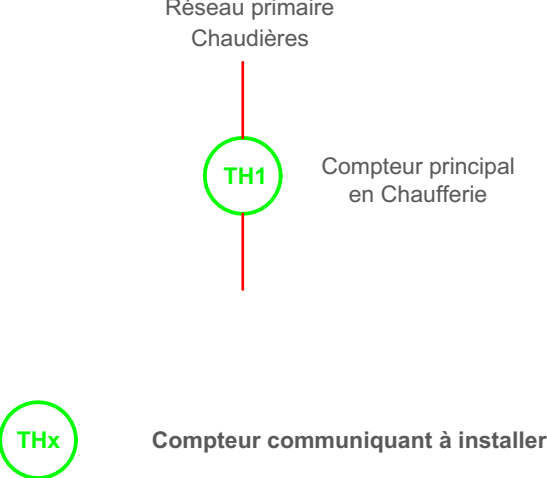 Réseau primaire
Chaudières
TH1
Compteur principal
en Chaufferie
THx
Compteur communiquant à installer